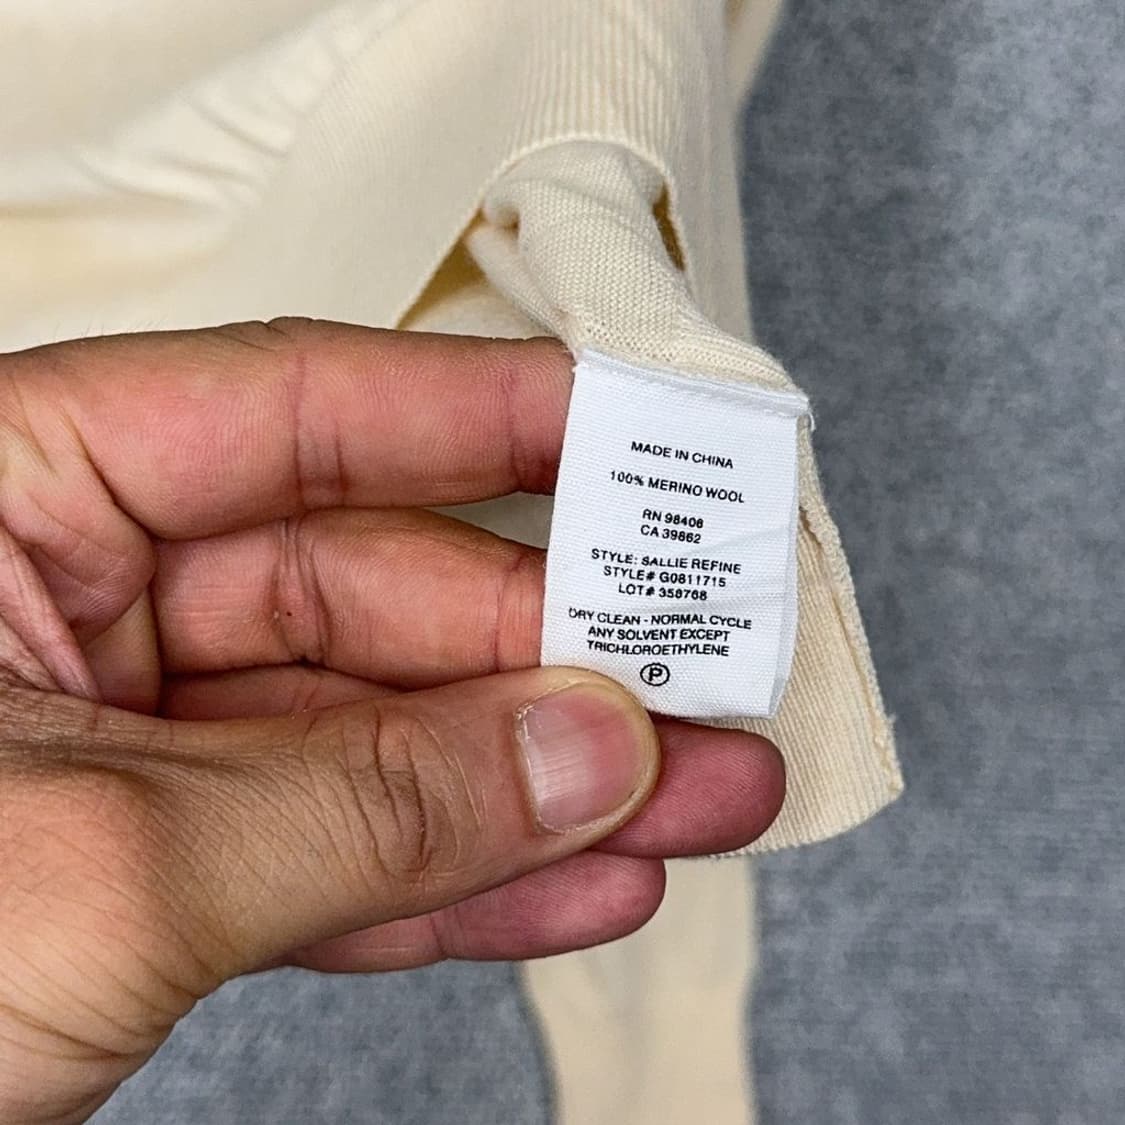 MADE IN CHINA
100% MERINO WOOL
RN 98408
CA 39862
STYLE: SALLIE REFINE
STYLE# G0811715
LOT# 358768
DRY CLEAN - NORMAL CYCLE
ANY SOLVENT EXCEPT
TRICHLOROETHYLENE
P